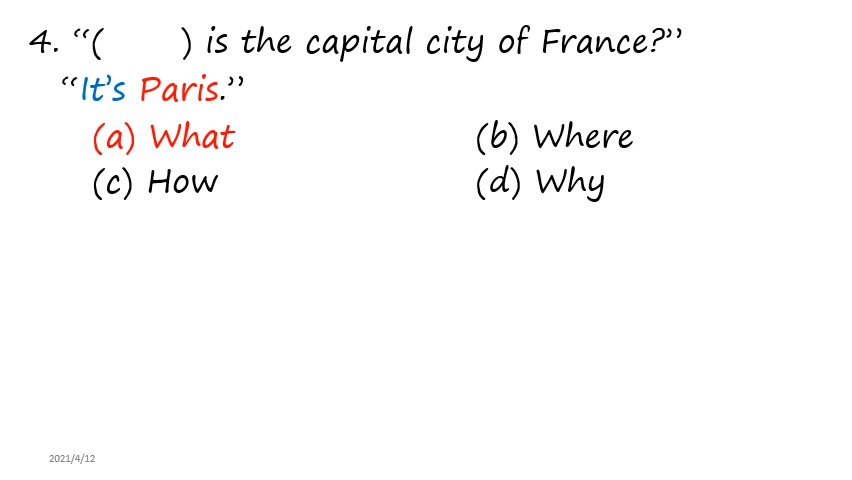 4. “(        ) is the capital city of France?”
“It’s Paris.”
(a) What (b) Where
(c) How (d) Why
2021/4/12